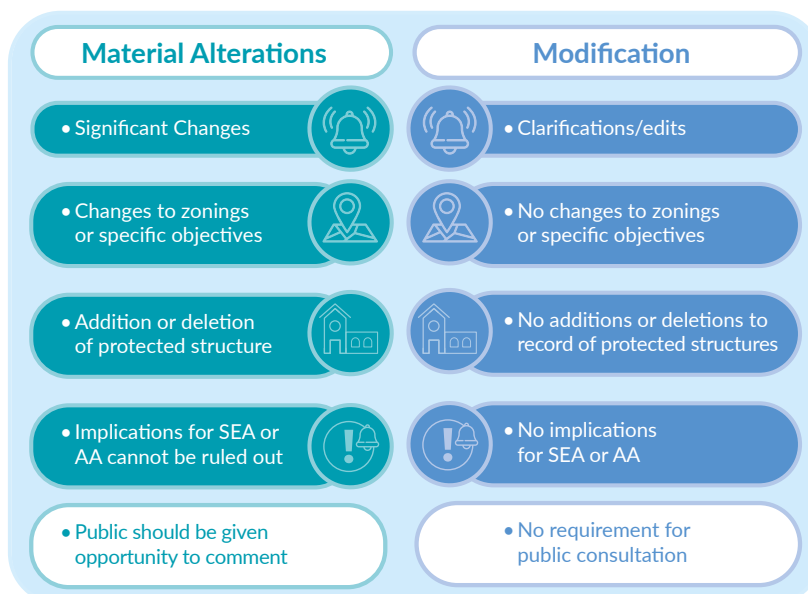 Material Alterations
• Significant Changes
• Changes to zonings
or specific objectives
• Addition or deletion
of protected structure
• Implications for SEA or
AA cannot be ruled out
• Public should be given
opportunity to comment
Modification
• Clarifications/edits
• No changes to zonings
or specific objectives
• No additions or deletions to
record of protected structures
• No implications
for SEA or AA
• No requirement for
public consultation